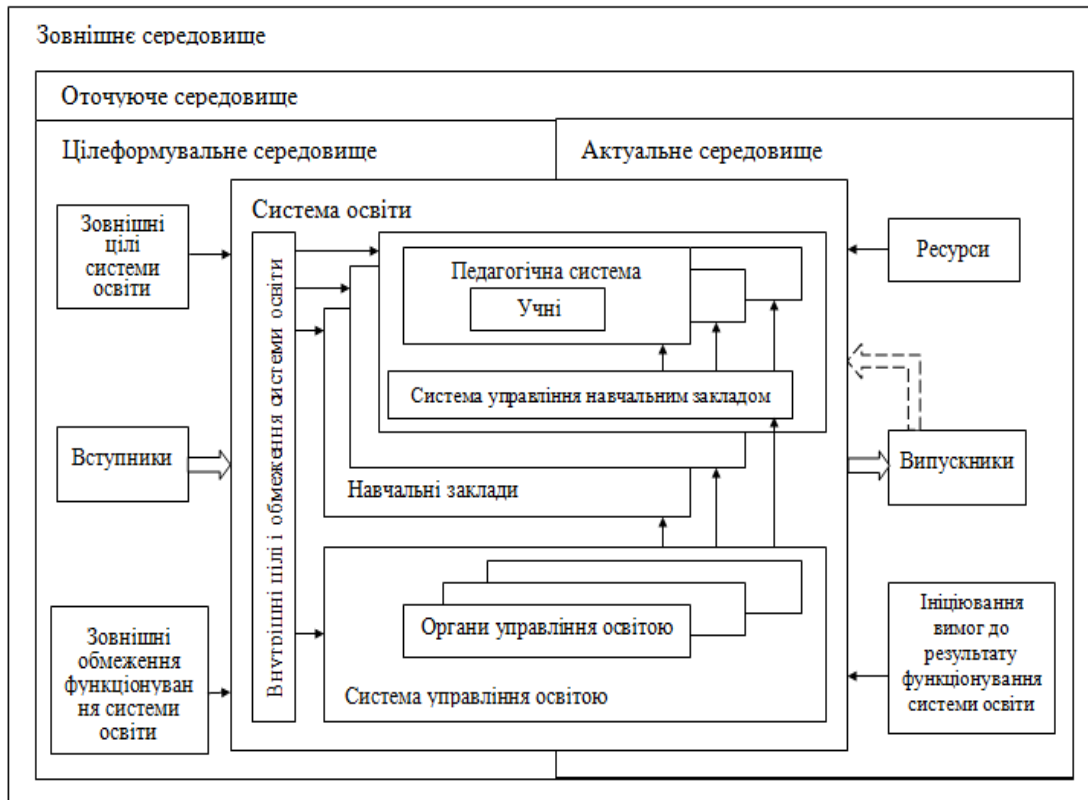 Зовнішнє середовище
Оточуюче середовище
Цілеформувальне середовище
Актуальне середовище
Зовнішні
цілі
системи
освіти
Вступники
Зовнішні
обмеження
функціонуван
ня системи
освіти
Система освіти
Внутрішні цілі і обмеження системи освіти
Педагогічна система
Учні
Система управління навчальним закладом
Навчальні заклади
Органи управління освітою
Система управління освітою
Ресурси
Випускники
Ініціювання
вимог до
результату
функціонування
системи освіти